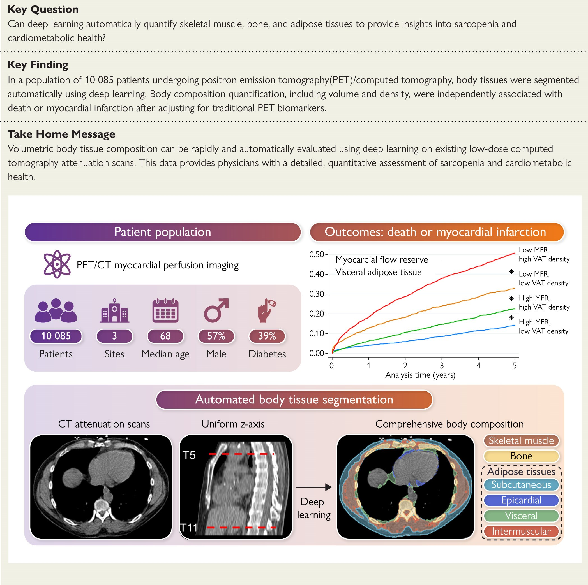 Key Question
Can deep learning automatically quantify skeletal muscle, bone, and adipose tissues to provide insights into sarcopenia and
cardiometabolic health?
Key Finding
In a population of 10 085 patients undergoing positron emission tomography(PET)/computed tomography, body tissues were segmented
automatically using deep learning. Body composition quantification, including volume and density, were independently associated with
death or myocardial infarction after adjusting for traditional PET biomarkers.
Take Home Message
Volumetric body tissue composition can be rapidly and automatically evaluated using deep learning on existing low-dose computed
tomography attenuation scans. This data provides physicians with a detailed, quantitative assessment of sarcopenia and cardiometabolic
health.
Patient population
PET/CT myocardial perfusion imaging
10 085
3
68
57%
39%
Patients
Sites
Median age
Male
Diabetes
Outcomes: death or myocardial infarction
Myocardial flow reserve
Visceral adipose tissue
0.50
0.40
0.30
0.20
0.10
0.00
0
1
2
3
4
5
Analysis time (years)
Low MFR
high VAT density
Low MFR
low VAT density
High MFR
high VAT density
High MFR
low VAT density
Automated body tissue segmentation
CT attenuation scans
Uniform z-axis
Comprehensive body composition
T5
T11
Deep
learning
Skeletal muscle
Bone
Adipose tissues
Subcutaneous
Epicardial
Visceral
Intermuscular